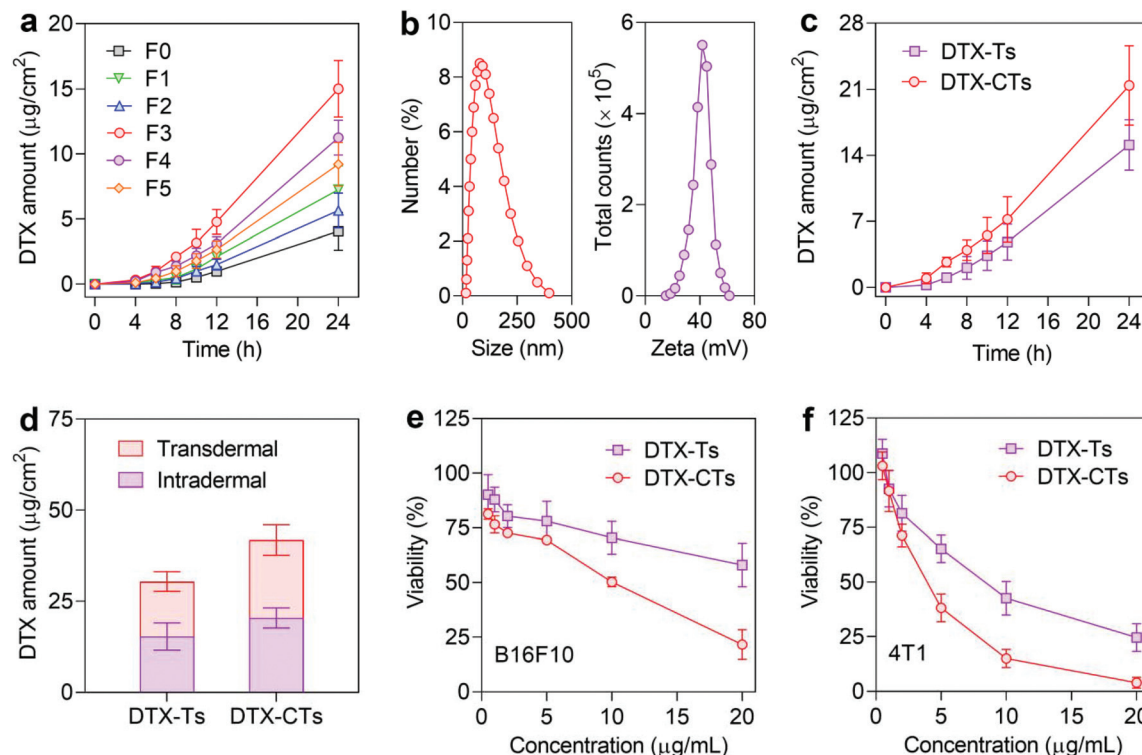 a
DTX amount (μg/cm²)
20
15
10
5
0
F0
F1
F2
F3
F4
F5
0 4 8 12 16 20 24
Time (h)
b
Number (%)
10
8
6
4
2
0
0 250 500
Size (nm)
Total counts (× 10⁵)
6
4
2
0
0 40 80
Zeta (mV)
c
DTX amount (μg/cm²)
28
21
14
7
0
DTX-Ts
DTX-CTs
0 4 8 12 16 20 24
Time (h)
d
DTX amount (μg/cm²)
75
50
25
0
Transdermal
Intradermal
DTX-Ts DTX-CTs
e
Viability (%)
125
100
75
50
25
0
DTX-Ts
DTX-CTs
B16F10
0 5 10 15 20
Concentration (μg/mL)
f
Viability (%)
125
100
75
50
25
0
DTX-Ts
DTX-CTs
4T1
0 5 10 15 20
Concentration (μg/mL)